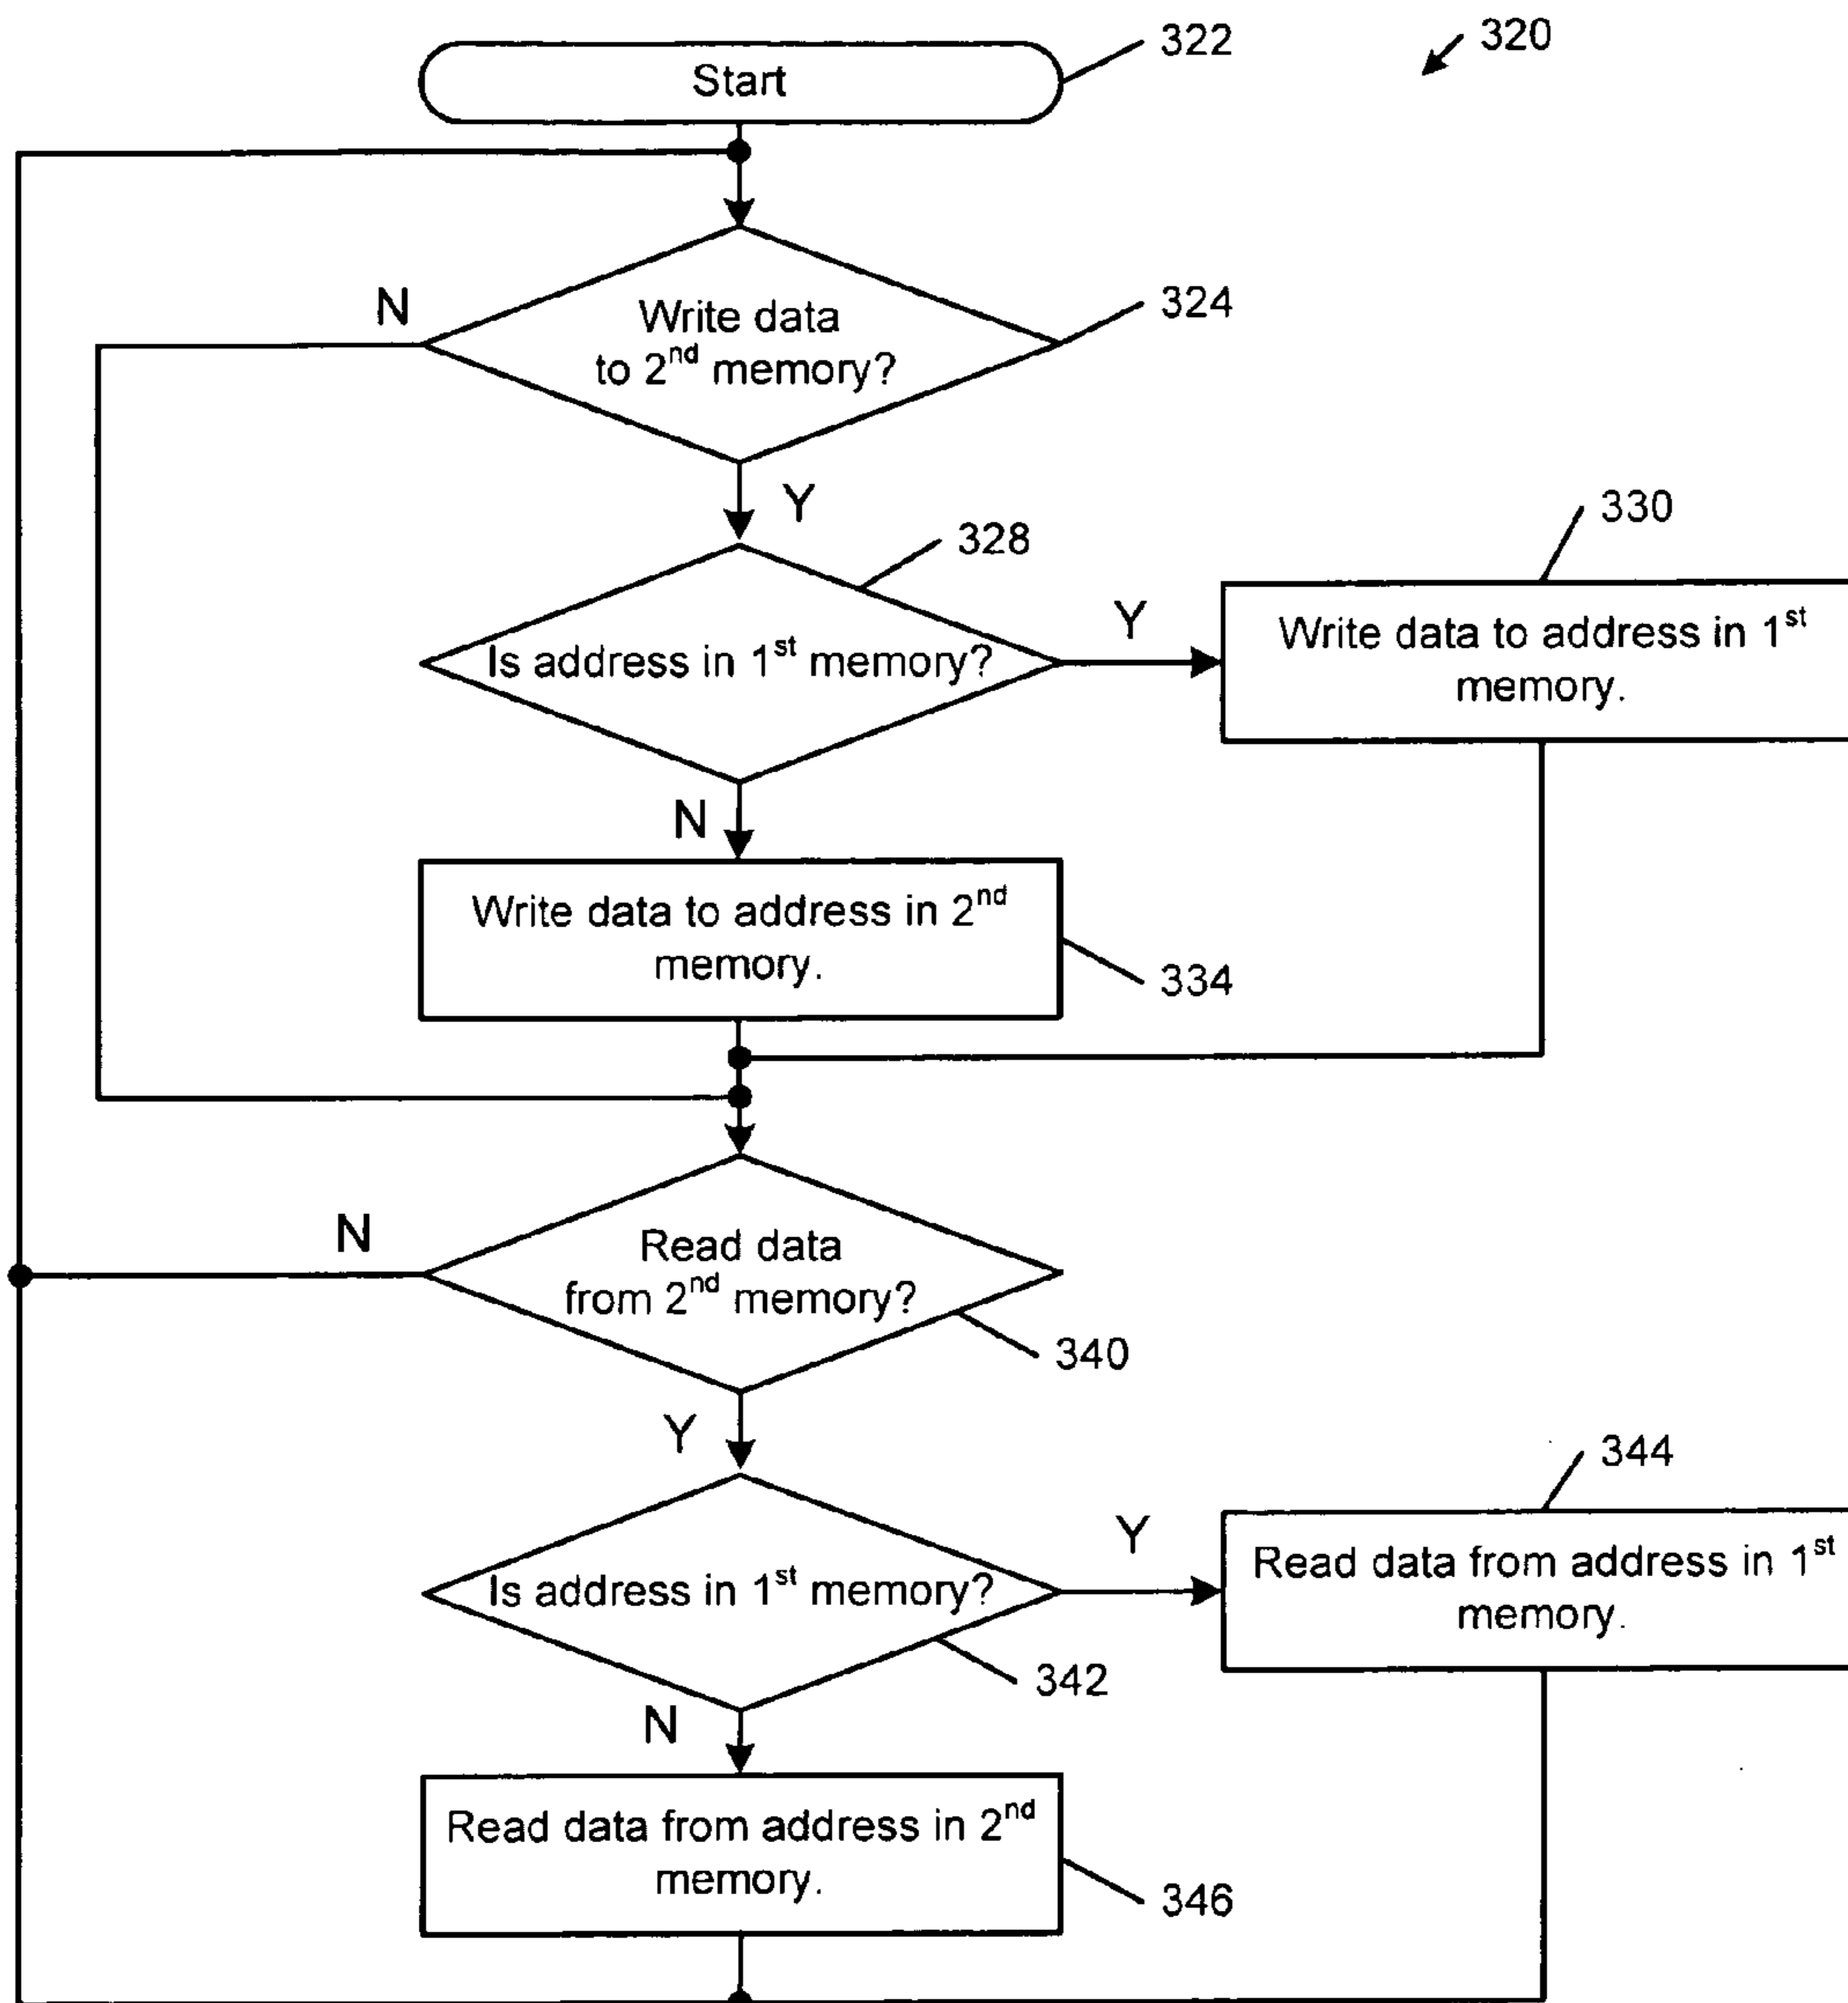 320
322
Start
324
N
Write data
to 2nd memory?
Y
328
330
Is address in 1st memory?
Y
Write data to address in 1st
memory.
N
Write data to address in 2nd
memory.
334
N
Read data
from 2nd memory?
340
Y
344
Is address in 1st memory?
Y
Read data from address in 1st
memory.
342
N
Read data from address in 2nd
memory.
346